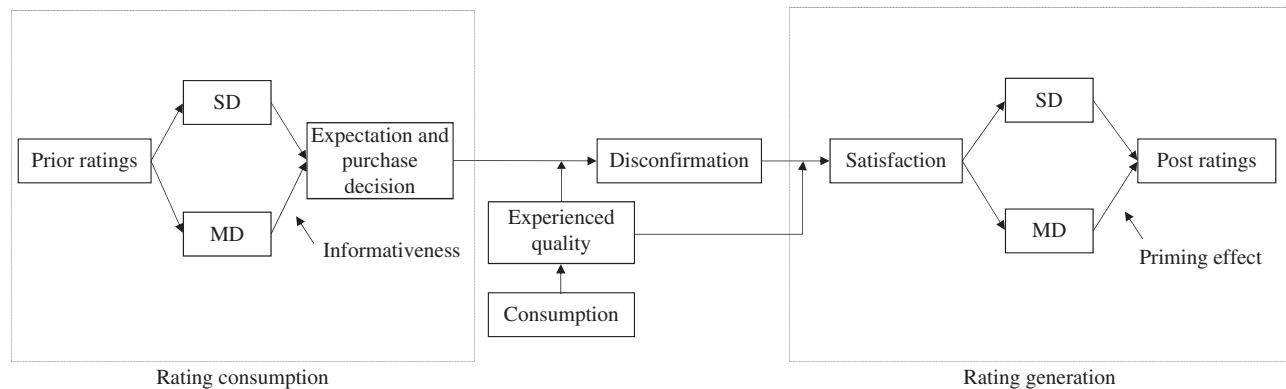 SD
Prior ratings
MD
Expectation and
purchase
decision
Informativeness
Rating consumption
Disconfirmation
Experienced
quality
Consumption
Satisfaction
SD
MD
Post ratings
Priming effect
Rating generation